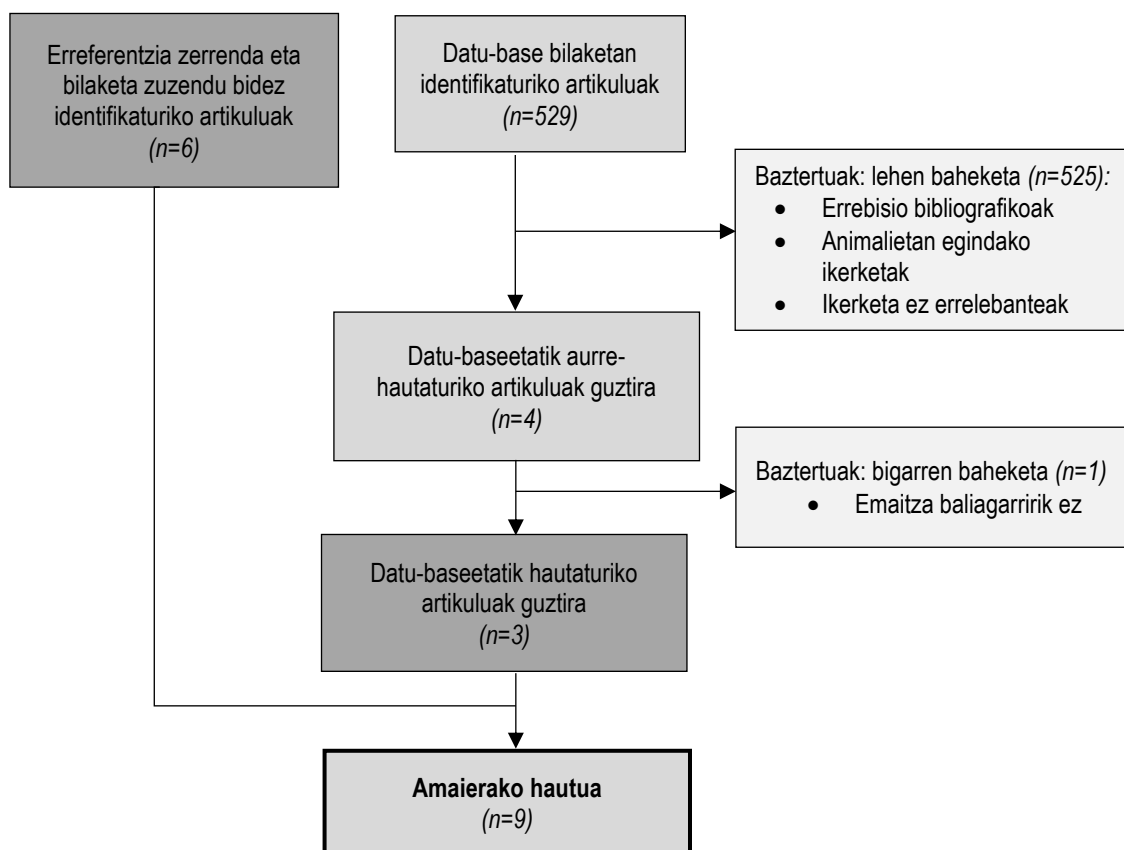 Erreferentzia zerrenda eta
bilaketa zuzendu bidez
identifikaturiko artikuluak
(n=6)
Datu-base bilaketan
identifikaturiko artikuluak
(n=529)
Baztertuak: lehen baheketa (n=525):
• Errebisio bibliografikoak
• Animalietan egindako
ikerketak
• Ikerketa ez errelebanteak
Datu-baseetatik aurre-
hautaturiko artikuluak guztira
(n=4)
Baztertuak: bigarren baheketa (n=1)
• Emaitza baliagarririk ez
Datu-baseetatik hautaturiko
artikuluak guztira
(n=3)
Amaierako hautua
(n=9)